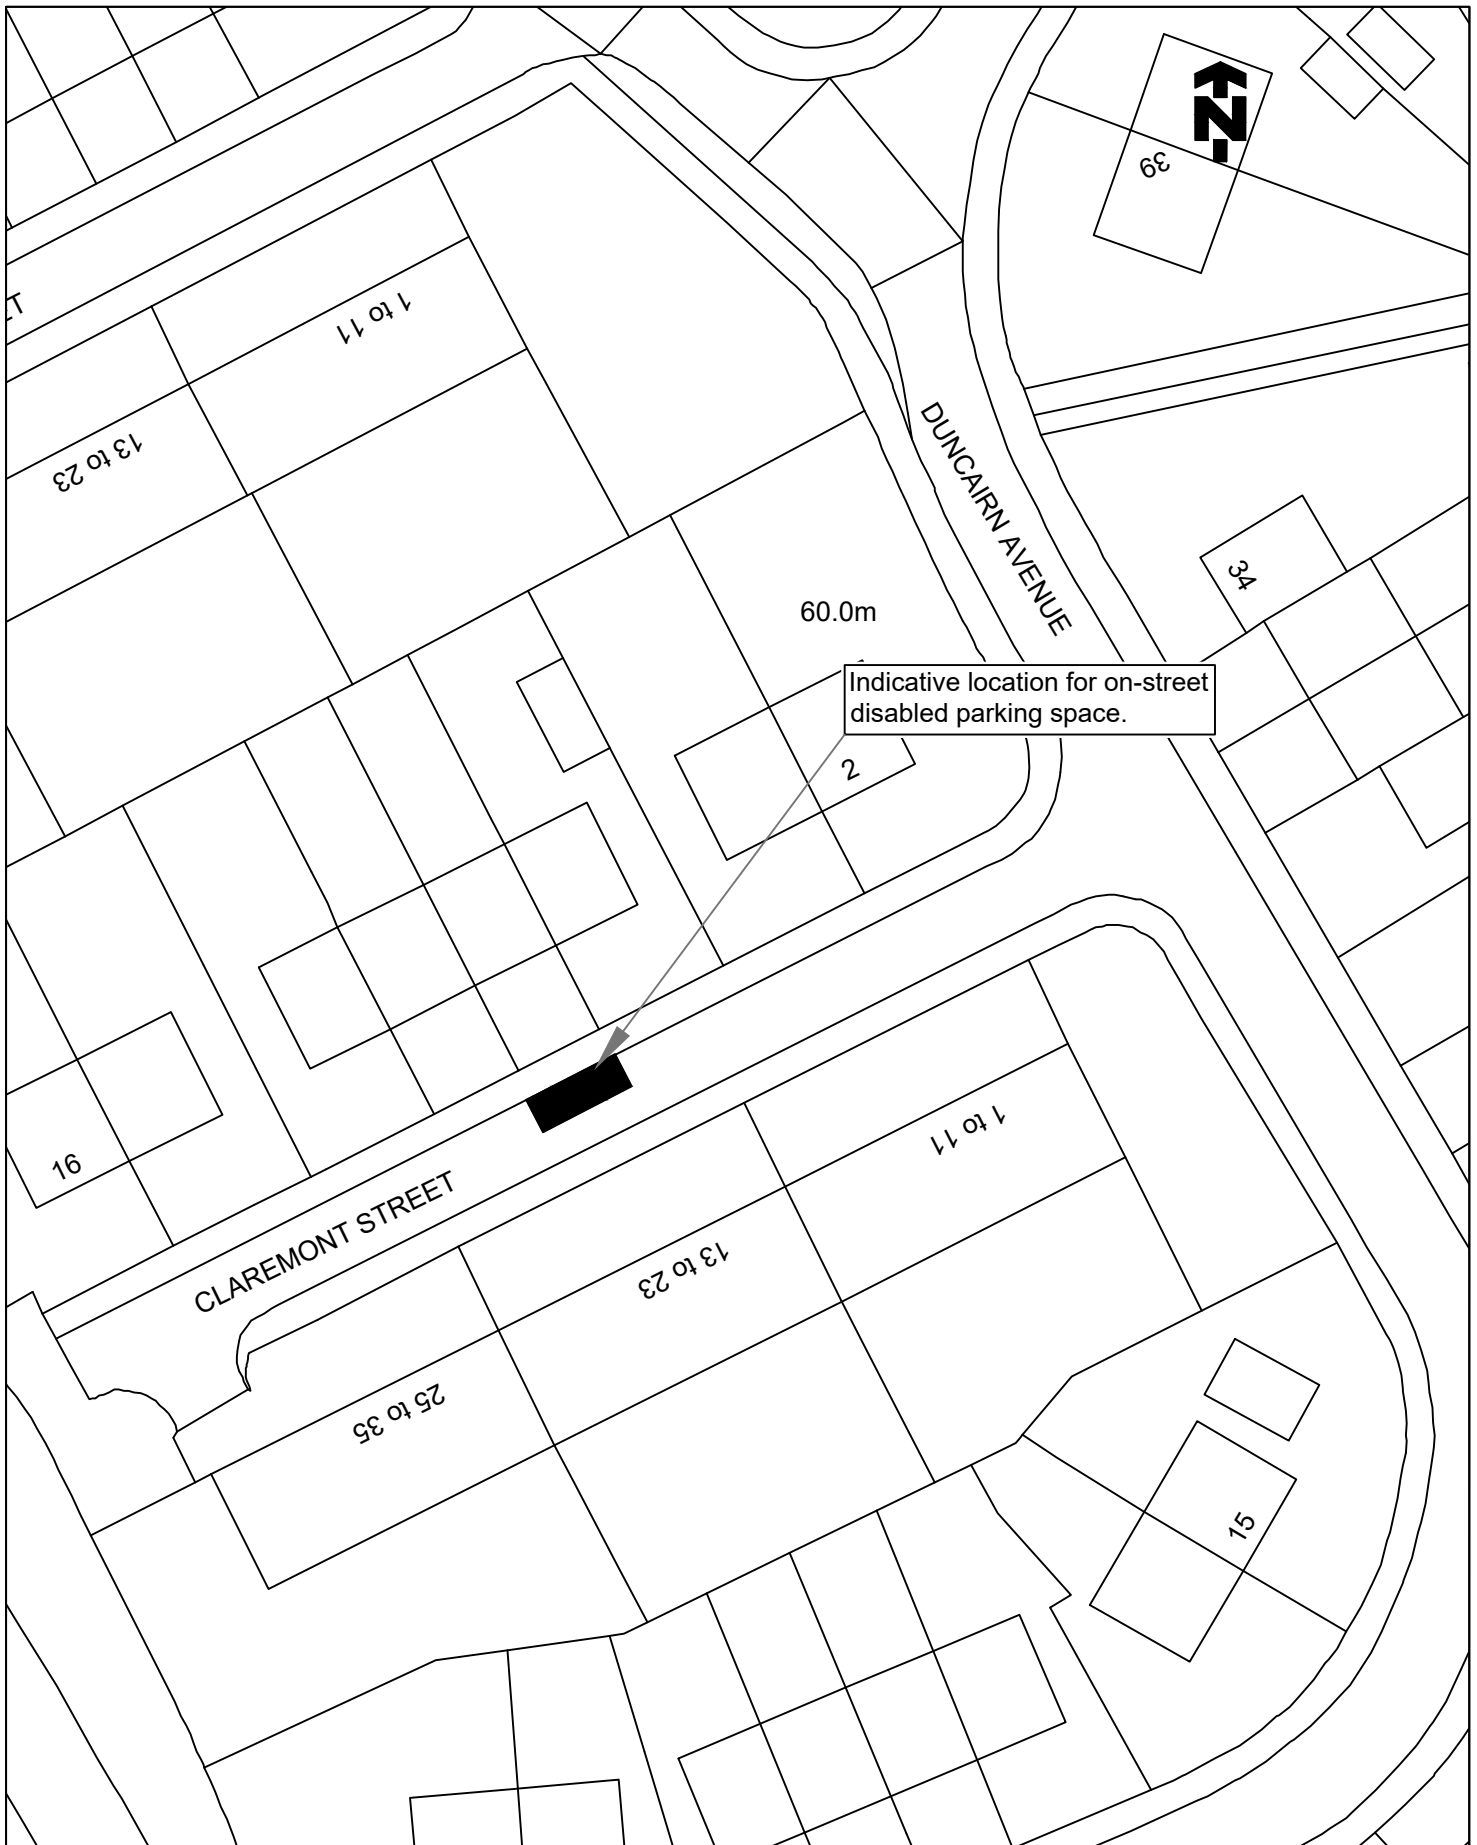 N
39
ET
1 to 11
13 to 23
DUNCAIRN AVENUE
34
60.0m
Indicative location for on-street
disabled parking space.
2
16
1 to 11
CLAREMONT STREET
13 to 23
25 to 35
15